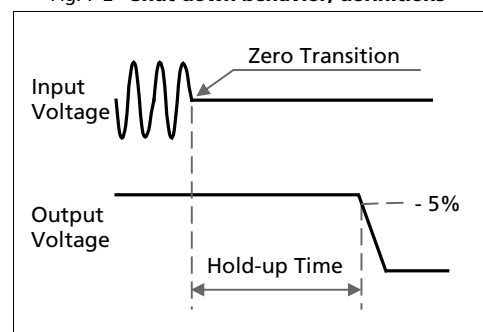 Zero Transition
Input
Voltage
Output
Voltage
- 5%
Hold-up Time